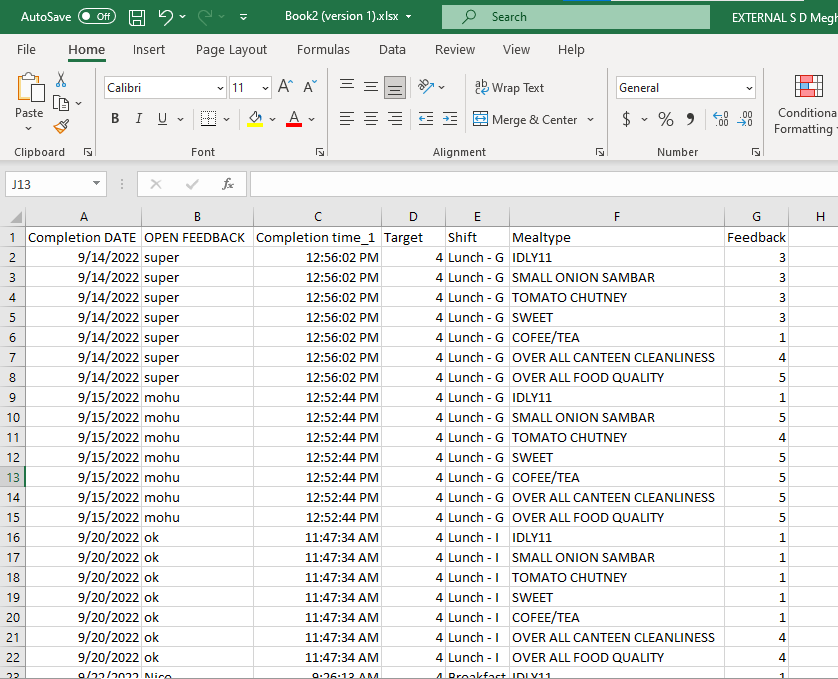 AutoSave Off Book2 (version 1).xlsx Search EXTERNAL S D Megh
File Home Insert Page Layout Formulas Data Review View Help
Paste Calibri 11 A A ab Wrap Text General Conditiona
B I U A Merge & Center $ % 9 .00 .00 Formatting
Clipboard Font Alignment Number
J13 fx
A B C D E F G H
1 Completion DATE OPEN FEEDBACK Completion time_1 Target Shift Mealtype Feedback
2 9/14/2022 super 12:56:02 PM 4 Lunch - G IDLY11 3
3 9/14/2022 super 12:56:02 PM 4 Lunch - G SMALL ONION SAMBAR 3
4 9/14/2022 super 12:56:02 PM 4 Lunch - G TOMATO CHUTNEY 3
5 9/14/2022 super 12:56:02 PM 4 Lunch - G SWEET 3
6 9/14/2022 super 12:56:02 PM 4 Lunch - G COFEE/TEA 1
7 9/14/2022 super 12:56:02 PM 4 Lunch - G OVER ALL CANTEEN CLEANLINESS 4
8 9/14/2022 super 12:56:02 PM 4 Lunch - G OVER ALL FOOD QUALITY 5
9 9/15/2022 mohu 12:52:44 PM 4 Lunch - G IDLY11 1
10 9/15/2022 mohu 12:52:44 PM 4 Lunch - G SMALL ONION SAMBAR 5
11 9/15/2022 mohu 12:52:44 PM 4 Lunch - G TOMATO CHUTNEY 4
12 9/15/2022 mohu 12:52:44 PM 4 Lunch - G SWEET 5
13 9/15/2022 mohu 12:52:44 PM 4 Lunch - G COFEE/TEA 5
14 9/15/2022 mohu 12:52:44 PM 4 Lunch - G OVER ALL CANTEEN CLEANLINESS 5
15 9/15/2022 mohu 12:52:44 PM 4 Lunch - G OVER ALL FOOD QUALITY 5
16 9/20/2022 ok 11:47:34 AM 4 Lunch - I IDLY11 1
17 9/20/2022 ok 11:47:34 AM 4 Lunch - I SMALL ONION SAMBAR 1
18 9/20/2022 ok 11:47:34 AM 4 Lunch - I TOMATO CHUTNEY 1
19 9/20/2022 ok 11:47:34 AM 4 Lunch - I SWEET 1
20 9/20/2022 ok 11:47:34 AM 4 Lunch - I COFEE/TEA 1
21 9/20/2022 ok 11:47:34 AM 4 Lunch - I OVER ALL CANTEEN CLEANLINESS 4
22 9/20/2022 ok 11:47:34 AM 4 Lunch - I OVER ALL FOOD QUALITY 4
23 9/22/2022 Nice 9:26:13 AM 4 Breakfast IDLY11 1